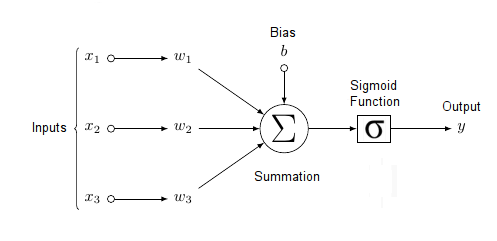 Bias
b
x₁ w₁
Sigmoid
Function
Output
Inputs x₂ w₂ Σ σ y
Summation
x₃ w₃